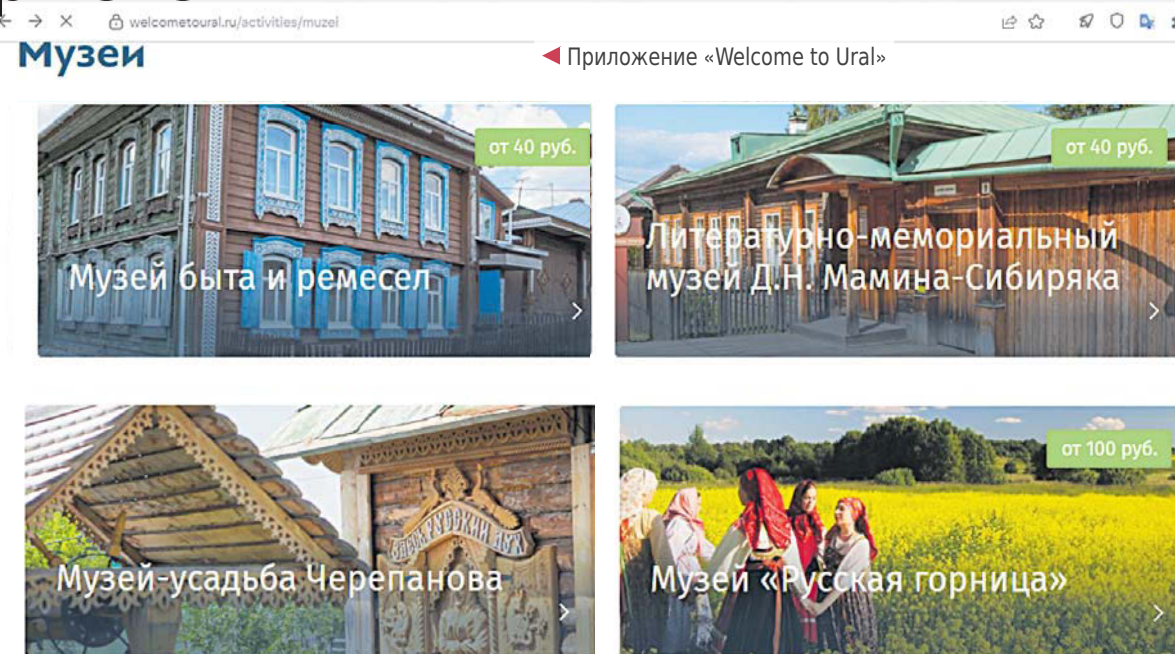 welcometoural.ru/activities/muzei
Музеи
Приложение «Welcome to Ural»
от 40 руб.
Музей быта и ремесел
от 40 руб.
Литературно-мемориальный
музей Д.Н. Мамина-Сибиряка
Музей-усадьба Черепанова
от 100 руб.
Музей «Русская горница»